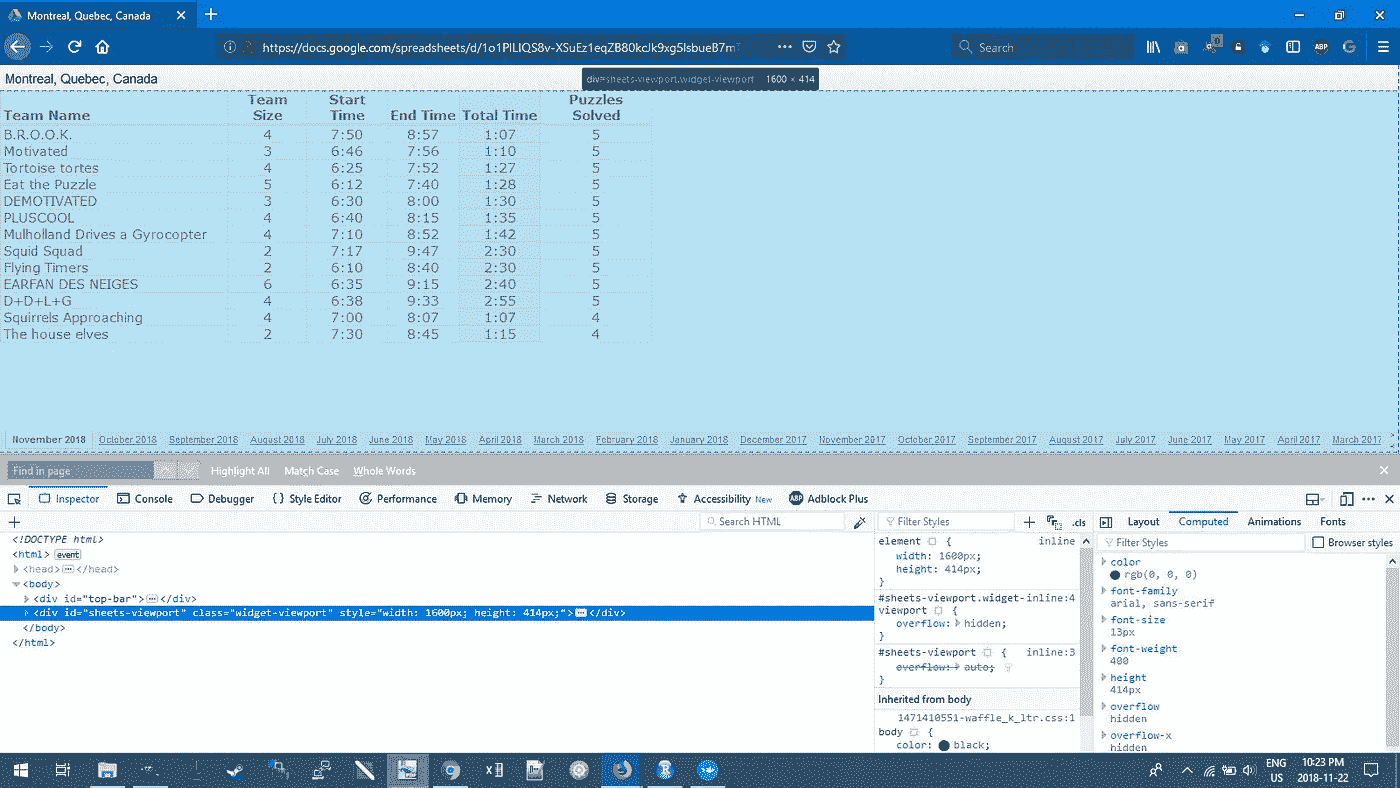 Montreal, Quebec, Canada
https://docs.google.com/spreadsheets/d/1o1PlLIQS8v-XSuEz1eqZB80kcJk9xg5IsbueB7m
Search
ABP
Montreal, Quebec, Canada
div#sheets-viewport.widget-viewport 1600 × 414
Team Name Team Size Start Time End Time Total Time Puzzles Solved
B.R.O.O.K. 4 7:50 8:57 1:07 5
Motivated 3 6:46 7:56 1:10 5
Tortoise tortes 4 6:25 7:52 1:27 5
Eat the Puzzle 5 6:12 7:40 1:28 5
DEMOTIVATED 3 6:30 8:00 1:30 5
PLUSCOOL 4 6:40 8:15 1:35 5
Mulholland Drives a Gyrocopter 4 7:10 8:52 1:42 5
Squid Squad 2 7:17 9:47 2:30 5
Flying Timers 2 6:10 8:40 2:30 5
EARFAN DES NEIGES 6 6:35 9:15 2:40 5
D+D+L+G 4 6:38 9:33 2:55 5
Squirrels Approaching 4 7:00 8:07 1:07 4
The house elves 2 7:30 8:45 1:15 4
November 2018 October 2018 September 2018 August 2018 July 2018 June 2018 May 2018 April 2018 March 2018 February 2018 January 2018 December 2017 November 2017 October 2017 September 2017 August 2017 July 2017 June 2017 May 2017 April 2017 March 2017
Find in page Highlight All Match Case Whole Words
Inspector Console Debugger Style Editor Performance Memory Network Storage Accessibility New ABP Adblock Plus
Search HTML
<!DOCTYPE html>
<html> event
<head> </head>
<body>
<div id="top-bar"> </div>
<div id="sheets-viewport" class="widget-viewport" style="width: 1600px; height: 414px;"> </div>
</body>
</html>
Filter Styles .cls
element { inline
width: 1600px;
height: 414px;
}
#sheets-viewport.widget-inline:4
viewport {
overflow: hidden;
}
#sheets-viewport { inline:3
overflow: auto;
}
Inherited from body
1471410551-waffle_k_ltr.css:1
body {
color: black;
Layout Computed Animations Fonts
Filter Styles Browser styles
color
rgb(0, 0, 0)
font-family
arial, sans-serif
font-size
13px
font-weight
400
height
414px
overflow
hidden
overflow-x
hidden
ENG
US
10:23 PM
2018-11-22